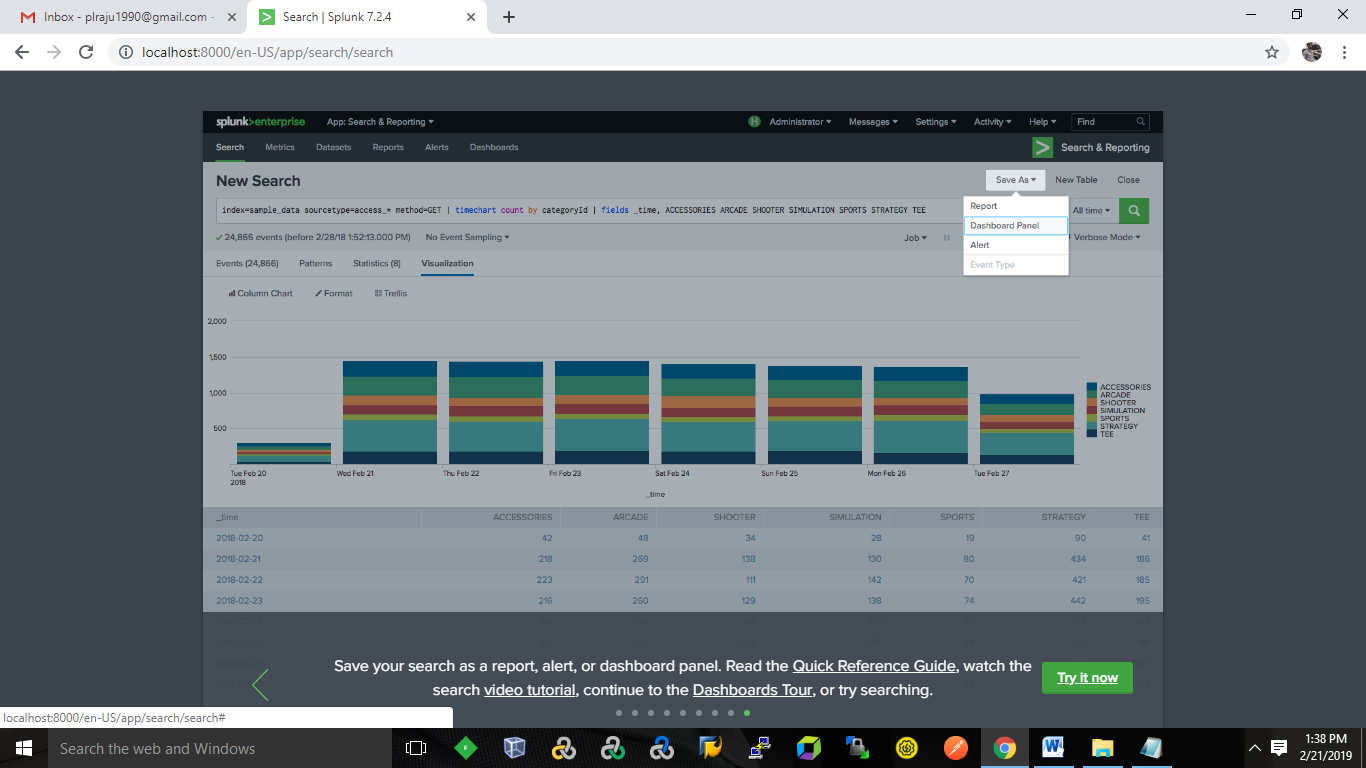 Inbox - plraju1990@gmail.com -
Search | Splunk 7.2.4
localhost:8000/en-US/app/search/search
splunk>enterprise App: Search & Reporting
H Administrator Messages Settings Activity Help Find
Search Metrics Datasets Reports Alerts Dashboards
Search & Reporting
New Search
Save As New Table Close
index=sample_data sourcetype=access_* method=GET | timechart count by categoryId | fields _time, ACCESSORIES ARCADE SHOOTER SIMULATION SPORTS STRATEGY TEE
All time
Report
Dashboard Panel
Alert
Event Type
24,866 events (before 2/28/18 1:52:13.000 PM) No Event Sampling
Job
Verbose Mode
Events (24,866) Patterns Statistics (8) Visualization
Column Chart Format Trellis
2,000
1,500
1,000
500
ACCESSORIES
ARCADE
SHOOTER
SIMULATION
SPORTS
STRATEGY
TEE
Tue Feb 20 Wed Feb 21 Thu Feb 22 Fri Feb 23 Sat Feb 24 Sun Feb 25 Mon Feb 26 Tue Feb 27
2018
_time
_time ACCESSORIES ARCADE SHOOTER SIMULATION SPORTS STRATEGY TEE
2018-02-20 42 48 34 28 19 90 41
2018-02-21 218 269 138 130 80 434 186
2018-02-22 223 291 111 142 70 421 185
2018-02-23 216 260 129 138 74 442 195
Save your search as a report, alert, or dashboard panel. Read the Quick Reference Guide, watch the
search video tutorial, continue to the Dashboards Tour, or try searching.
Try it now
localhost:8000/en-US/app/search/search#
Search the web and Windows
1:38 PM
2/21/2019